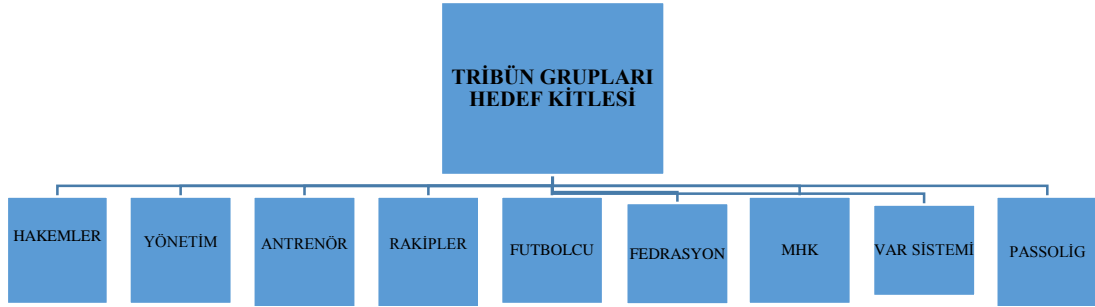 TRİBÜN GRUPLARI
HEDEF KİTLESİ
HAKEMLER
YÖNETİM
ANTRENÖR
RAKİPLER
FUTBOLCU
FEDRASYON
MHK
VAR SİSTEMİ
PASSOLİG